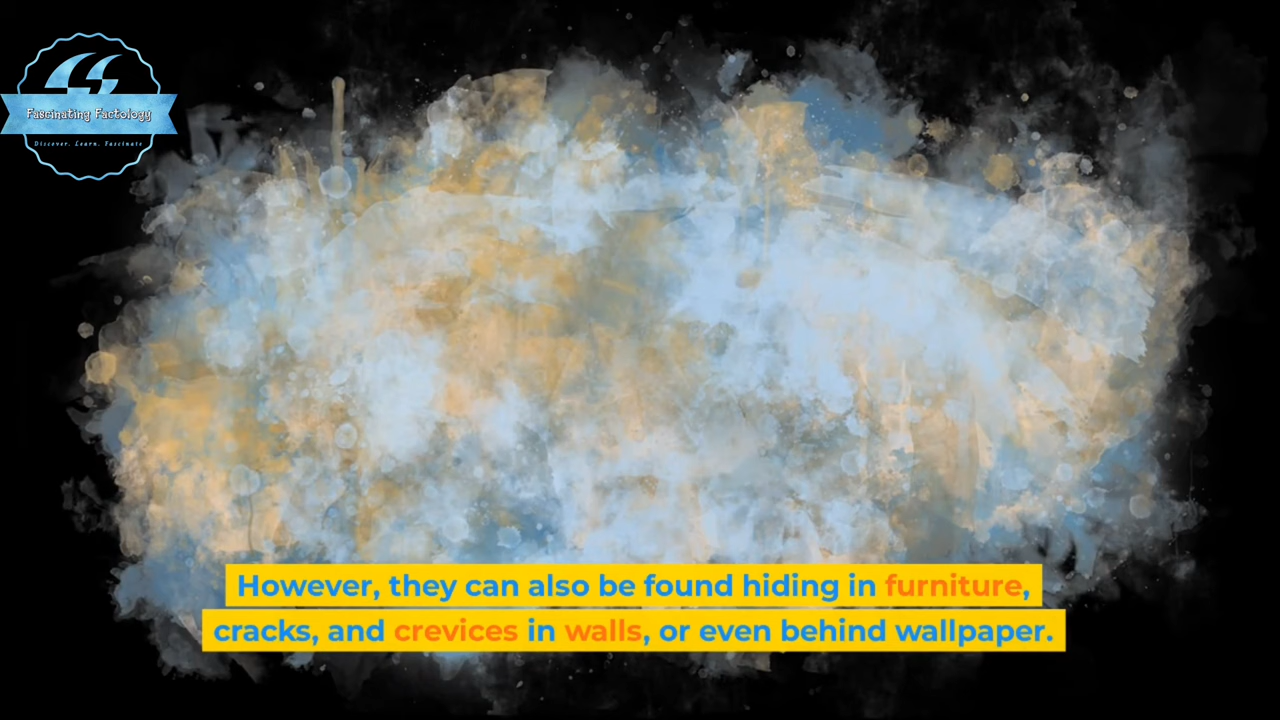 Fascinating Factology
Discover. Learn. Fascinate
However, they can also be found hiding in furniture,
cracks, and crevices in walls, or even behind wallpaper.